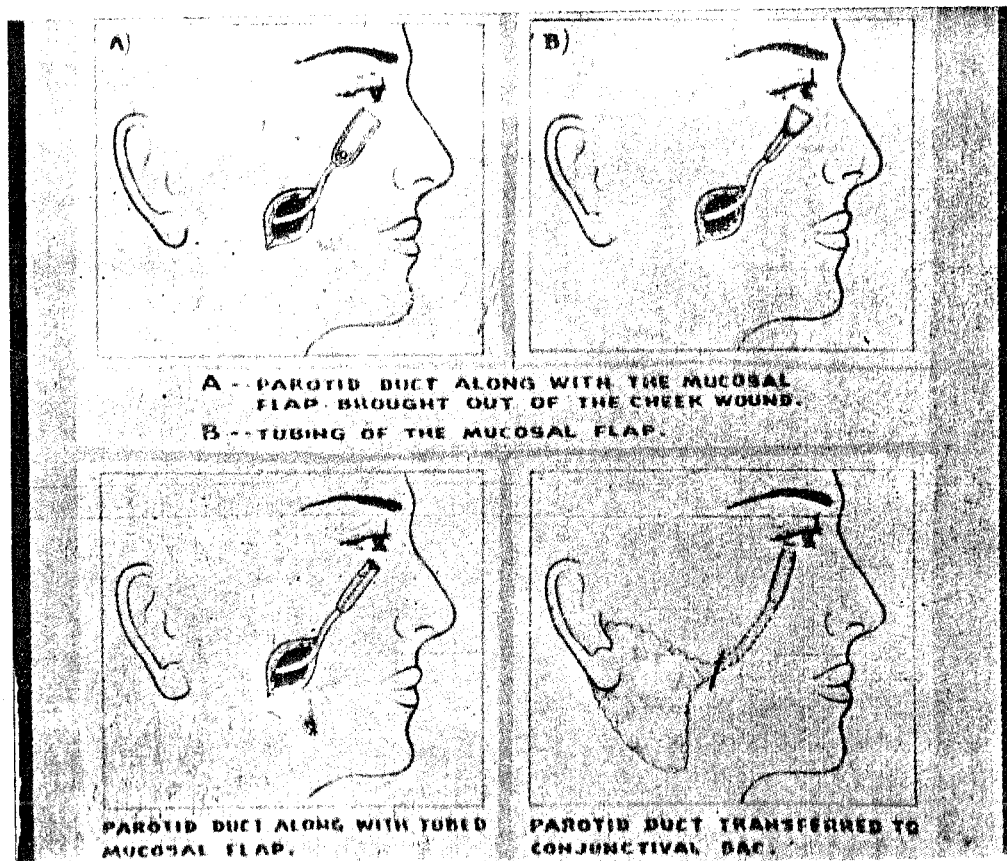 A)
B)
A -- PAROTID DUCT ALONG WITH THE MUCOSAL
FLAP BROUGHT OUT OF THE CHEEK WOUND.
B -- TUBING OF THE MUCOSAL FLAP.
PAROTID DUCT ALONG WITH TUBED
MUCOSAL FLAP.
PAROTID DUCT TRANSFERRED TO
CONJUNCTIVAL SAC.